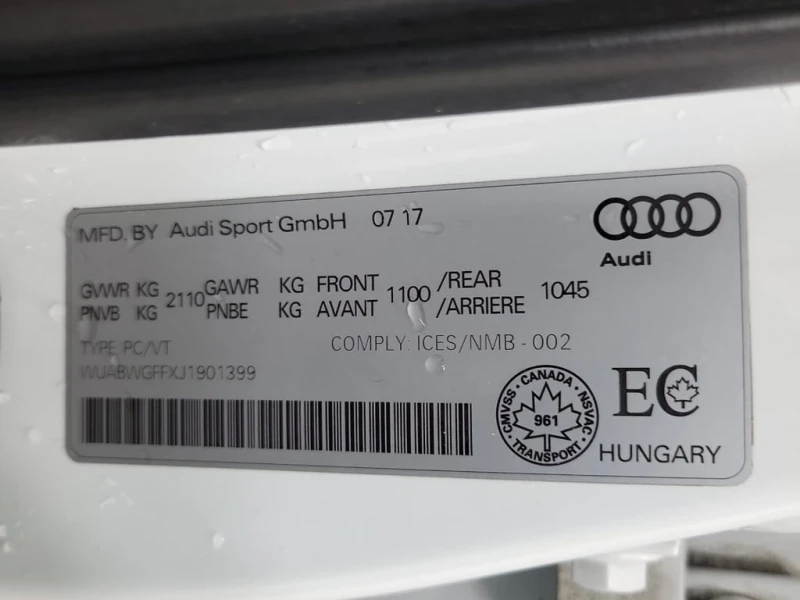 MFD. BY Audi Sport GmbH 07 17
Audi
GVWR KG 2110 GAWR KG FRONT 1100 /REAR 1045
PNVB KG PNBE KG AVANT /ARRIERE
TYPE PC/VT COMPLY: ICES/NMB - 002
WUABWGFFXJ1901399
CMVSS · CANADA · NSVAC · TRANSPORT
961
EC
HUNGARY